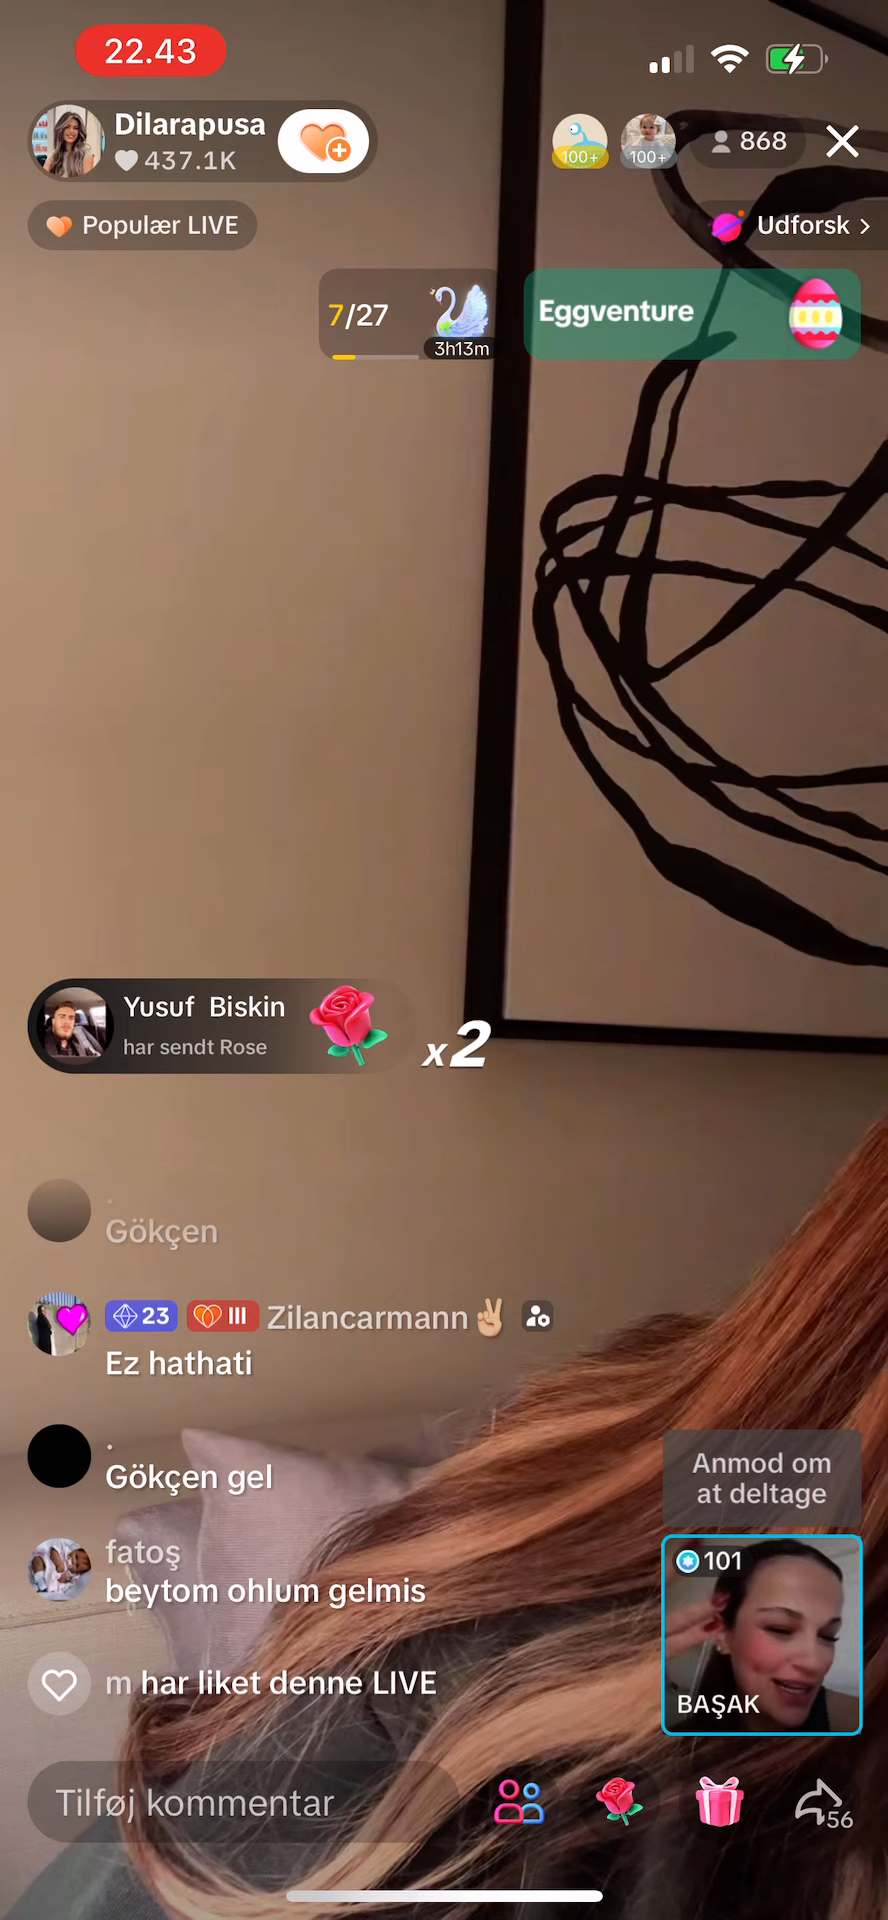 22.43
Dilarapusa
437.1K
100+
100+
868
Populær LIVE
Udforsk
7/27
3h13m
Eggventure
Yusuf Biskin
har sendt Rose
x2
.
Gökçen
23
III
Zilancarmann✌🏼
Ez hathati
.
Gökçen gel
fatoş
beytom ohlum gelmis
m har liket denne LIVE
Anmod om
at deltage
101
BAŞAK
Tilføj kommentar
56